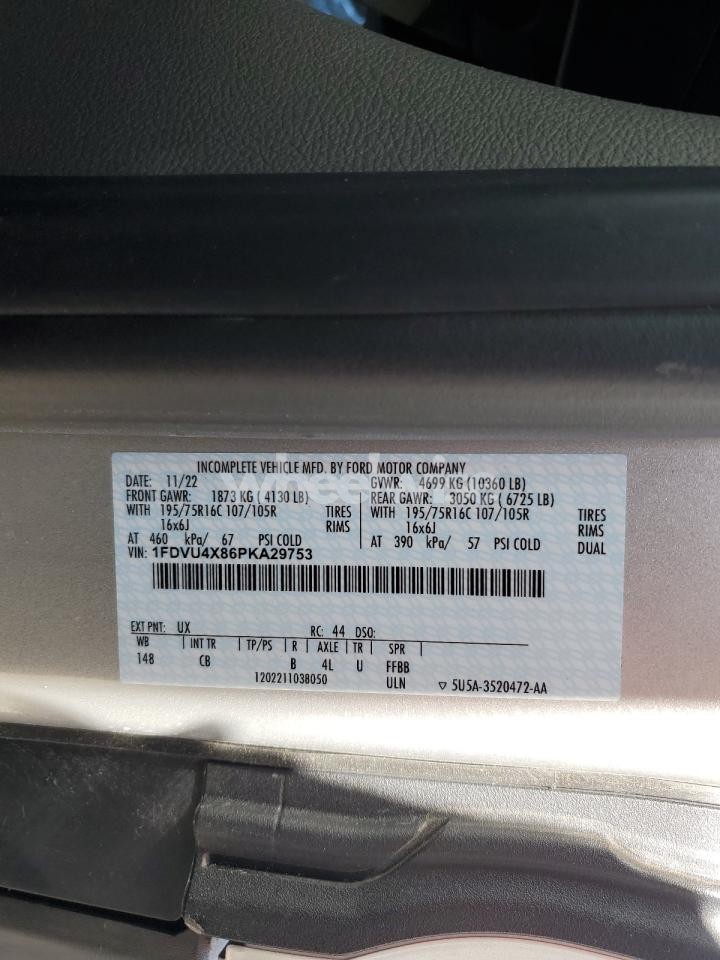 INCOMPLETE VEHICLE MFD. BY FORD MOTOR COMPANY
DATE: 11/22 GVWR: 4699 KG (10360 LB)
FRONT GAWR: 1873 KG ( 4130 LB) REAR GAWR: 3050 KG ( 6725 LB)
WITH 195/75R16C 107/105R TIRES WITH 195/75R16C 107/105R TIRES
16x6J RIMS 16x6J RIMS
AT 460 kPa/ 67 PSI COLD AT 390 kPa/ 57 PSI COLD DUAL
VIN: 1FDVU4X86PKA29753
EXT PNT: UX RC: 44 DSO:
WB INT TR TP/PS R AXLE TR SPR
148 CB B 4L U FFBB
1202211038050 ULN ▽ 5U5A-3520472-AA